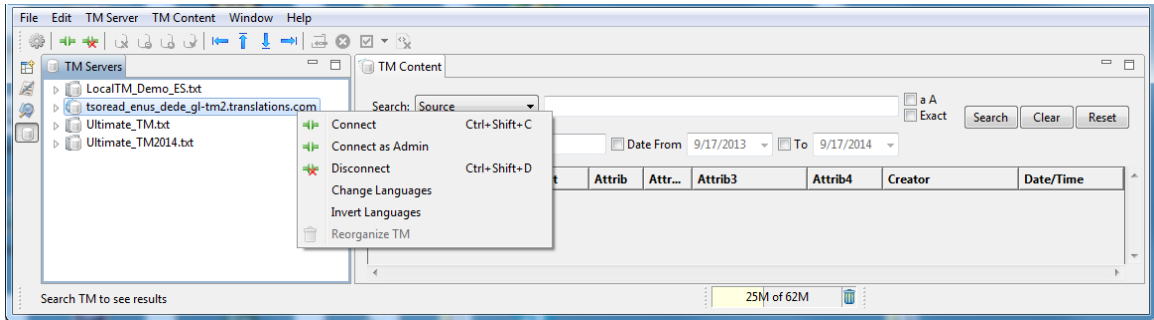 File Edit TM Server TM Content Window Help
TM Servers
TM Content
LocalTM_Demo_ES.txt
tsoread_enus_dede_gl-tm2.translations.com
Ultimate_TM.txt
Ultimate_TM2014.txt
Connect Ctrl+Shift+C
Connect as Admin
Disconnect Ctrl+Shift+D
Change Languages
Invert Languages
Reorganize TM
Search: Source
a A
Exact
Search Clear Reset
Date From 9/17/2013 To 9/17/2014
t Attrib Attr... Attrib3 Attrib4 Creator Date/Time
Search TM to see results
25M of 62M